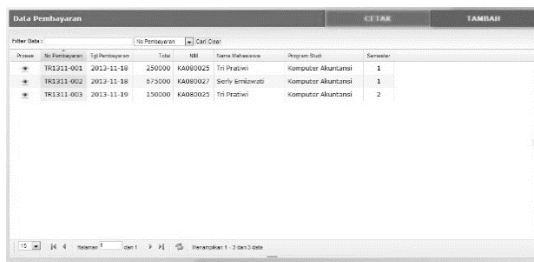 Data Pembayaran CETAK TAMBAH
Filter Data : No Pembayaran Cari Clear
Proses No Pembayaran Tgl Pembayaran Total NIM Nama Mahasiswa Program Studi Semester
TR1311-001 2013-11-18 250000 KA080025 Tri Pratiwi Komputer Akuntansi 1
TR1311-002 2013-11-18 675000 KA080027 Serly Erniawati Komputer Akuntansi 1
TR1311-003 2013-11-19 150000 KA080025 Tri Pratiwi Komputer Akuntansi 2
10 Halaman 1 dari 1 Menampilkan 1 - 3 dari 3 data